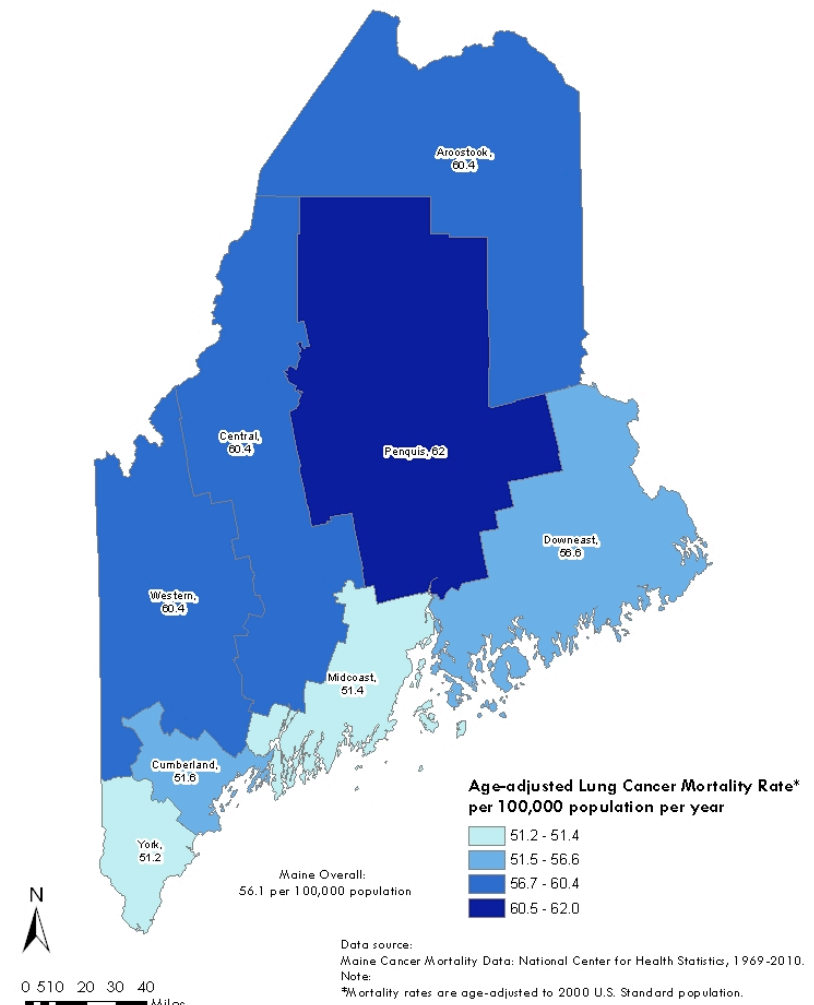 Aroostook,
60.4
Central,
60.4
Penquis, 62
Downeast,
56.6
Western,
60.4
Midcoast,
51.4
Cumberland,
51.6
York,
51.2
Age-adjusted Lung Cancer Mortality Rate*
per 100,000 population per year
51.2 - 51.4
51.5 - 56.6
56.7 - 60.4
60.5 - 62.0
Maine Overall:
56.1 per 100,000 population
N
0 510 20 30 40
Miles
Data source:
Maine Cancer Mortality Data: National Center for Health Statistics, 1969-2010.
Note:
*Mortality rates are age-adjusted to 2000 U.S. Standard population.